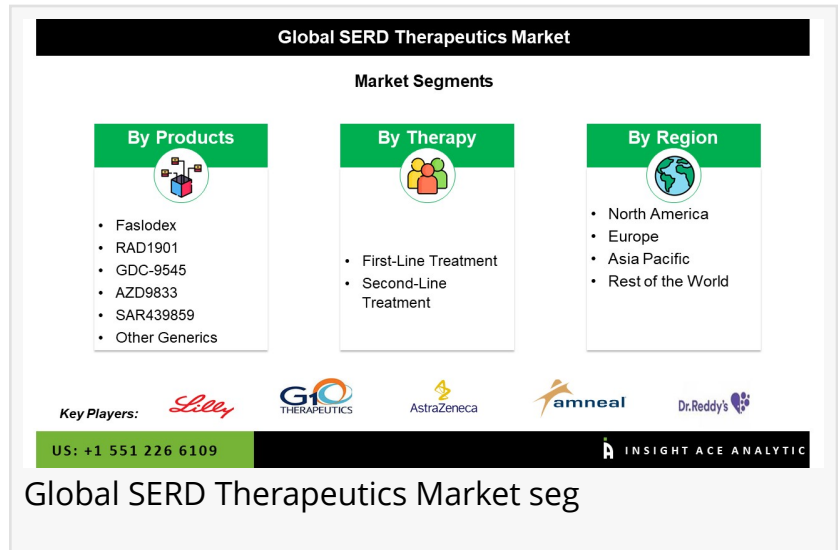 Global SERD Therapeutics Market
Market Segments
By Products
• Faslodex
• RAD1901
• GDC-9545
• AZD9833
• SAR439859
• Other Generics
By Therapy
• First-Line Treatment
• Second-Line
Treatment
By Region
• North America
• Europe
• Asia Pacific
• Rest of the World
Key Players:
Lilly
G1
THERAPEUTICS
AstraZeneca
amneal
Dr.Reddy's
US: +1 551 226 6109
INSIGHT ACE ANALYTIC
Global SERD Therapeutics Market seg